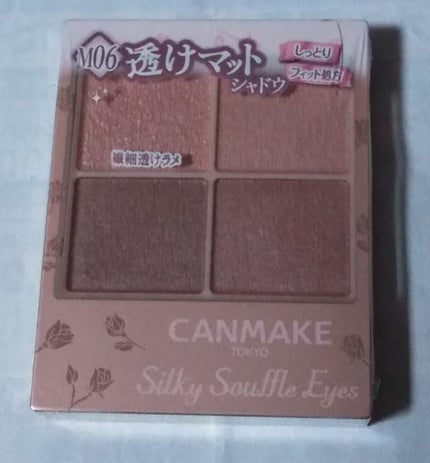 M06 透けマット
シャドウ
しっとり
フィット処方
繊細透けラメ
CANMAKE
TOKYO
Silky Souffle Eyes